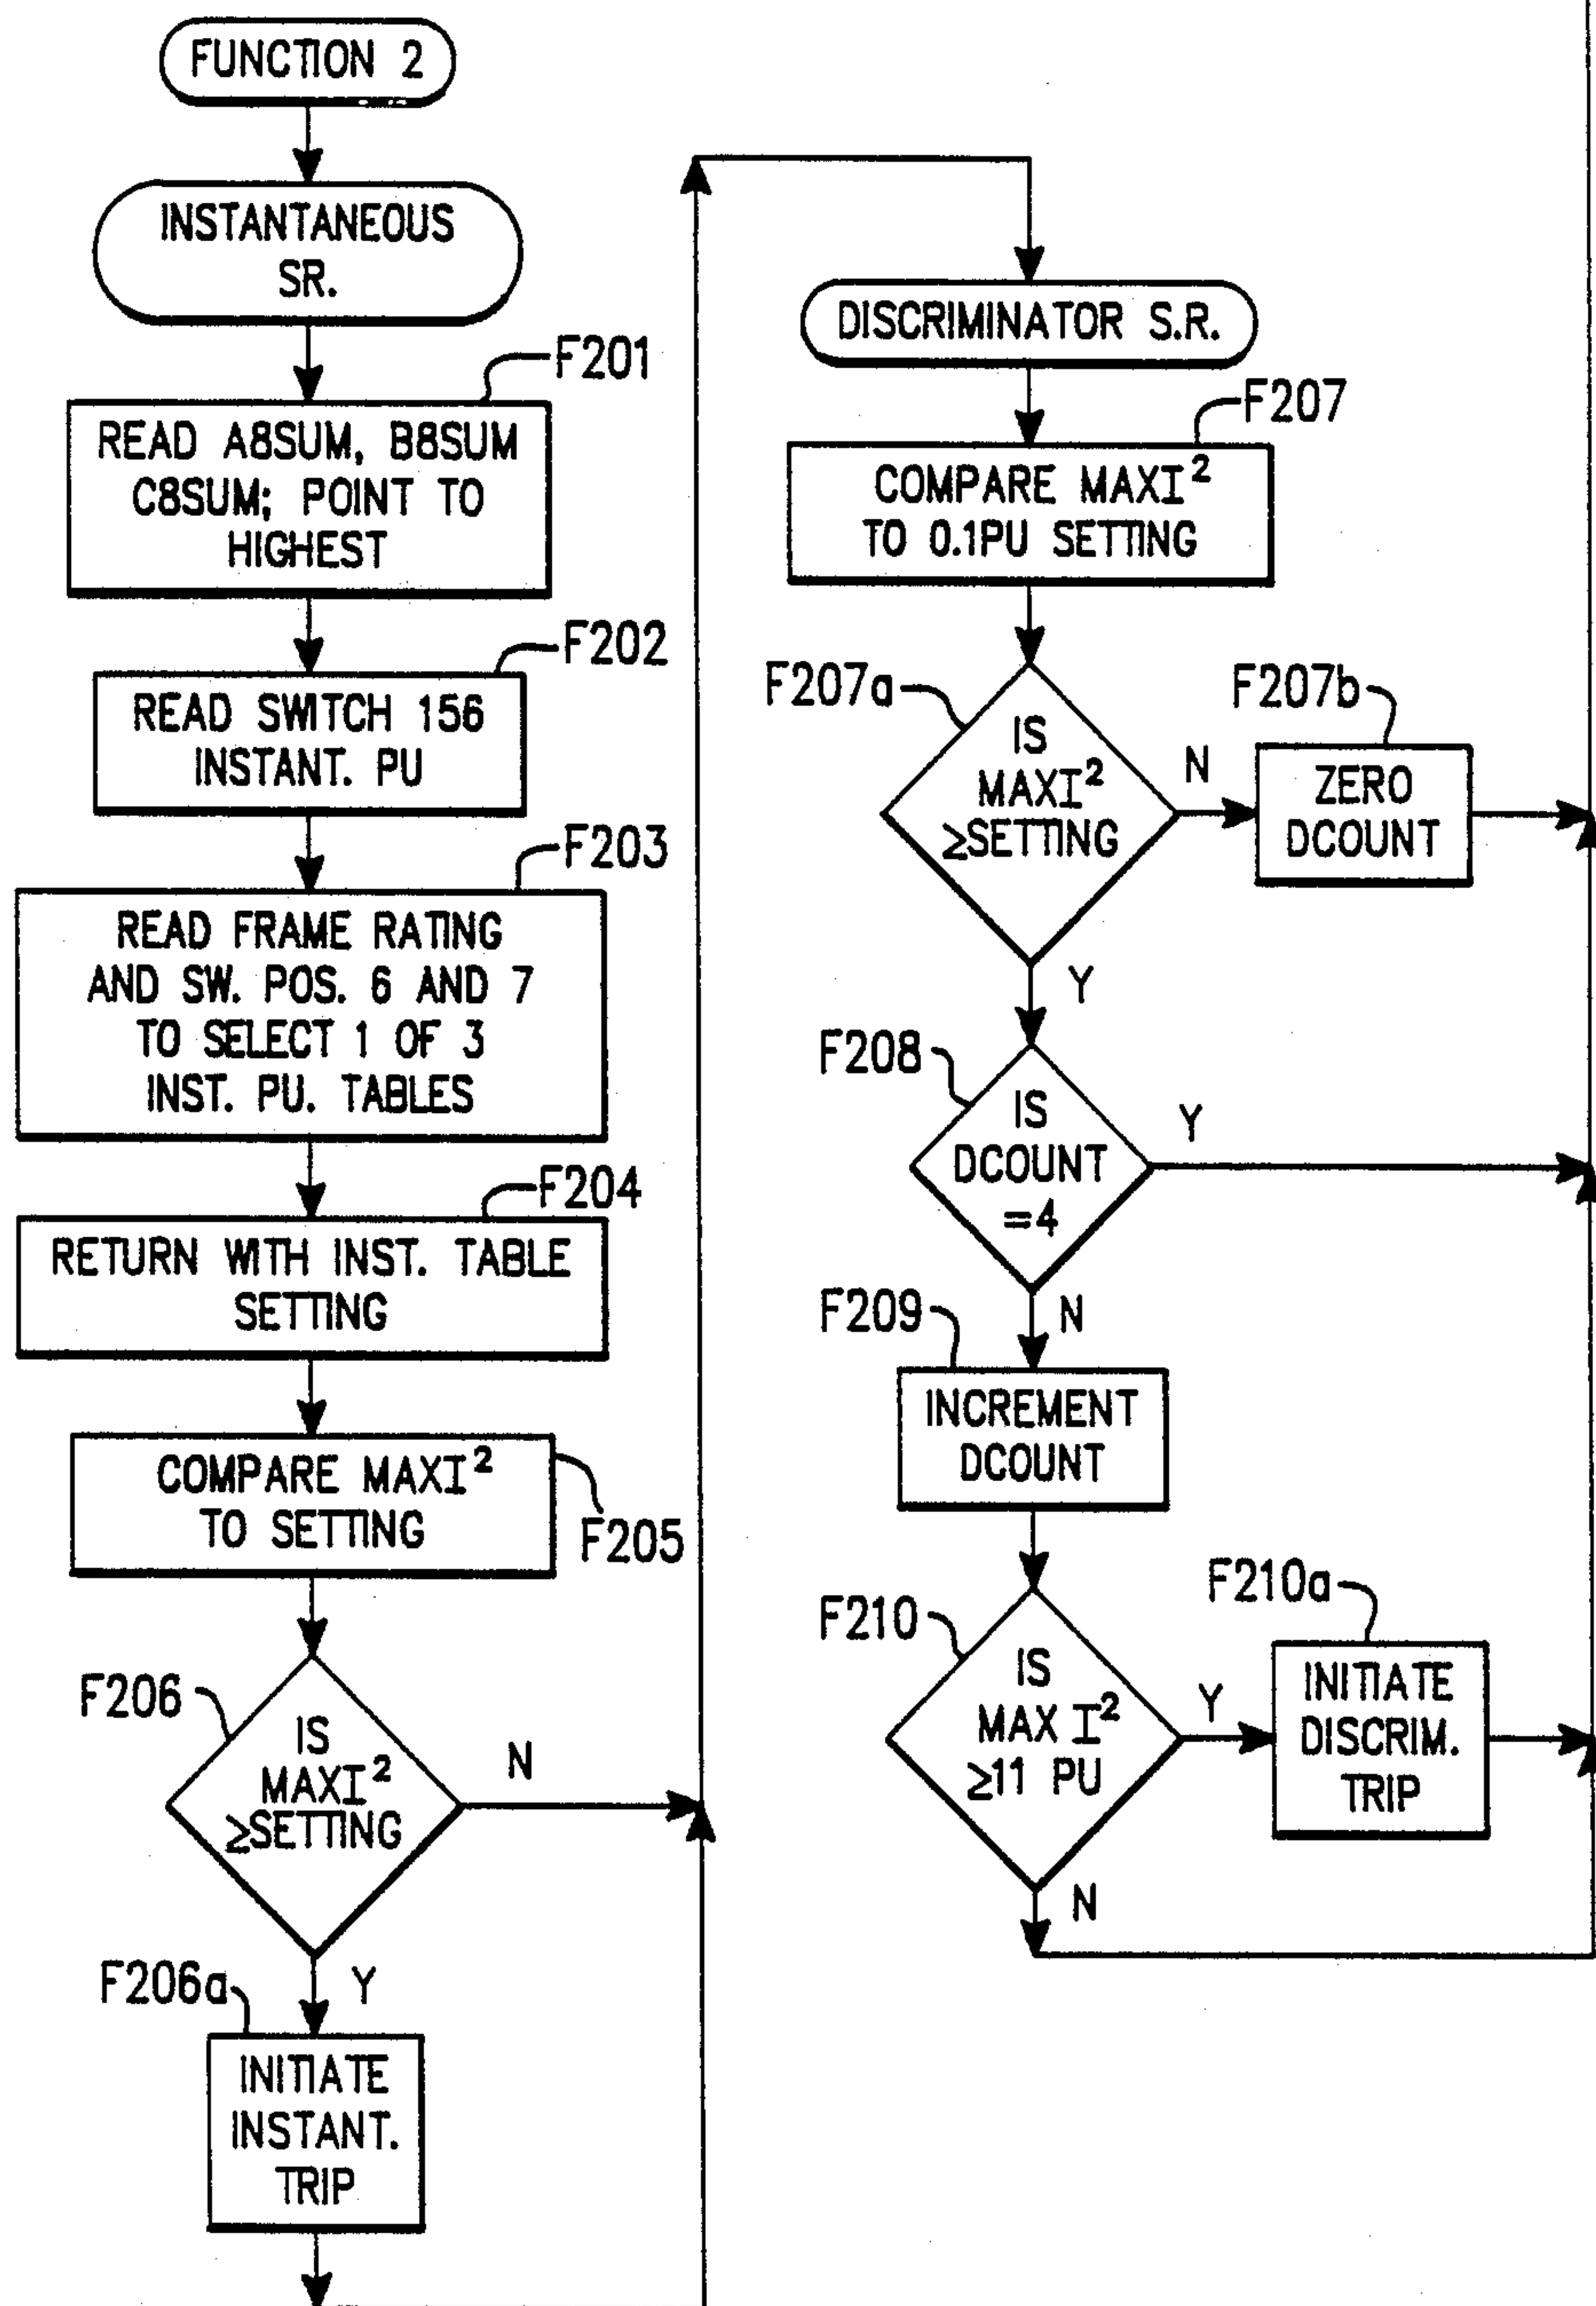 FUNCTION 2
INSTANTANEOUS
SR.
F201
READ A8SUM, B8SUM
C8SUM; POINT TO
HIGHEST
F202
READ SWITCH 156
INSTANT. PU
F203
READ FRAME RATING
AND SW. POS. 6 AND 7
TO SELECT 1 OF 3
INST. PU. TABLES
F204
RETURN WITH INST. TABLE
SETTING
COMPARE MAXI²
TO SETTING
F205
F206
IS
MAXI²
≥SETTING
N
Y
F206a
INITIATE
INSTANT.
TRIP
DISCRIMINATOR S.R.
F207
COMPARE MAXI²
TO 0.1PU SETTING
F207a
IS
MAXI²
≥SETTING
N
F207b
ZERO
DCOUNT
Y
F208
IS
DCOUNT
=4
Y
N
F209
INCREMENT
DCOUNT
F210
IS
MAX I²
≥11 PU
Y
F210a
INITIATE
DISCRIM.
TRIP
N